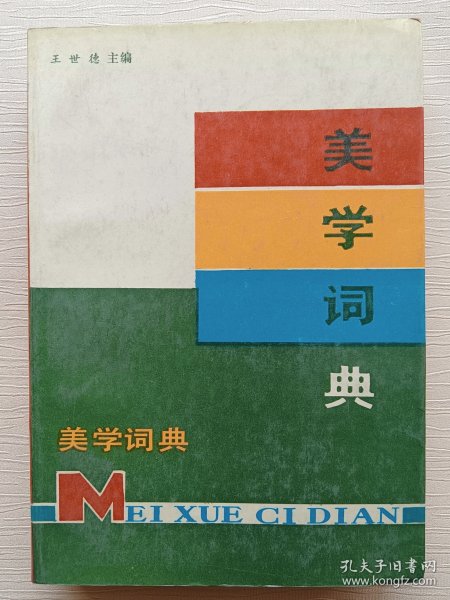 王世德 主编
美学词典
美学词典
MEI XUE CI DIAN
孔夫子旧书网
www.kongfz.com